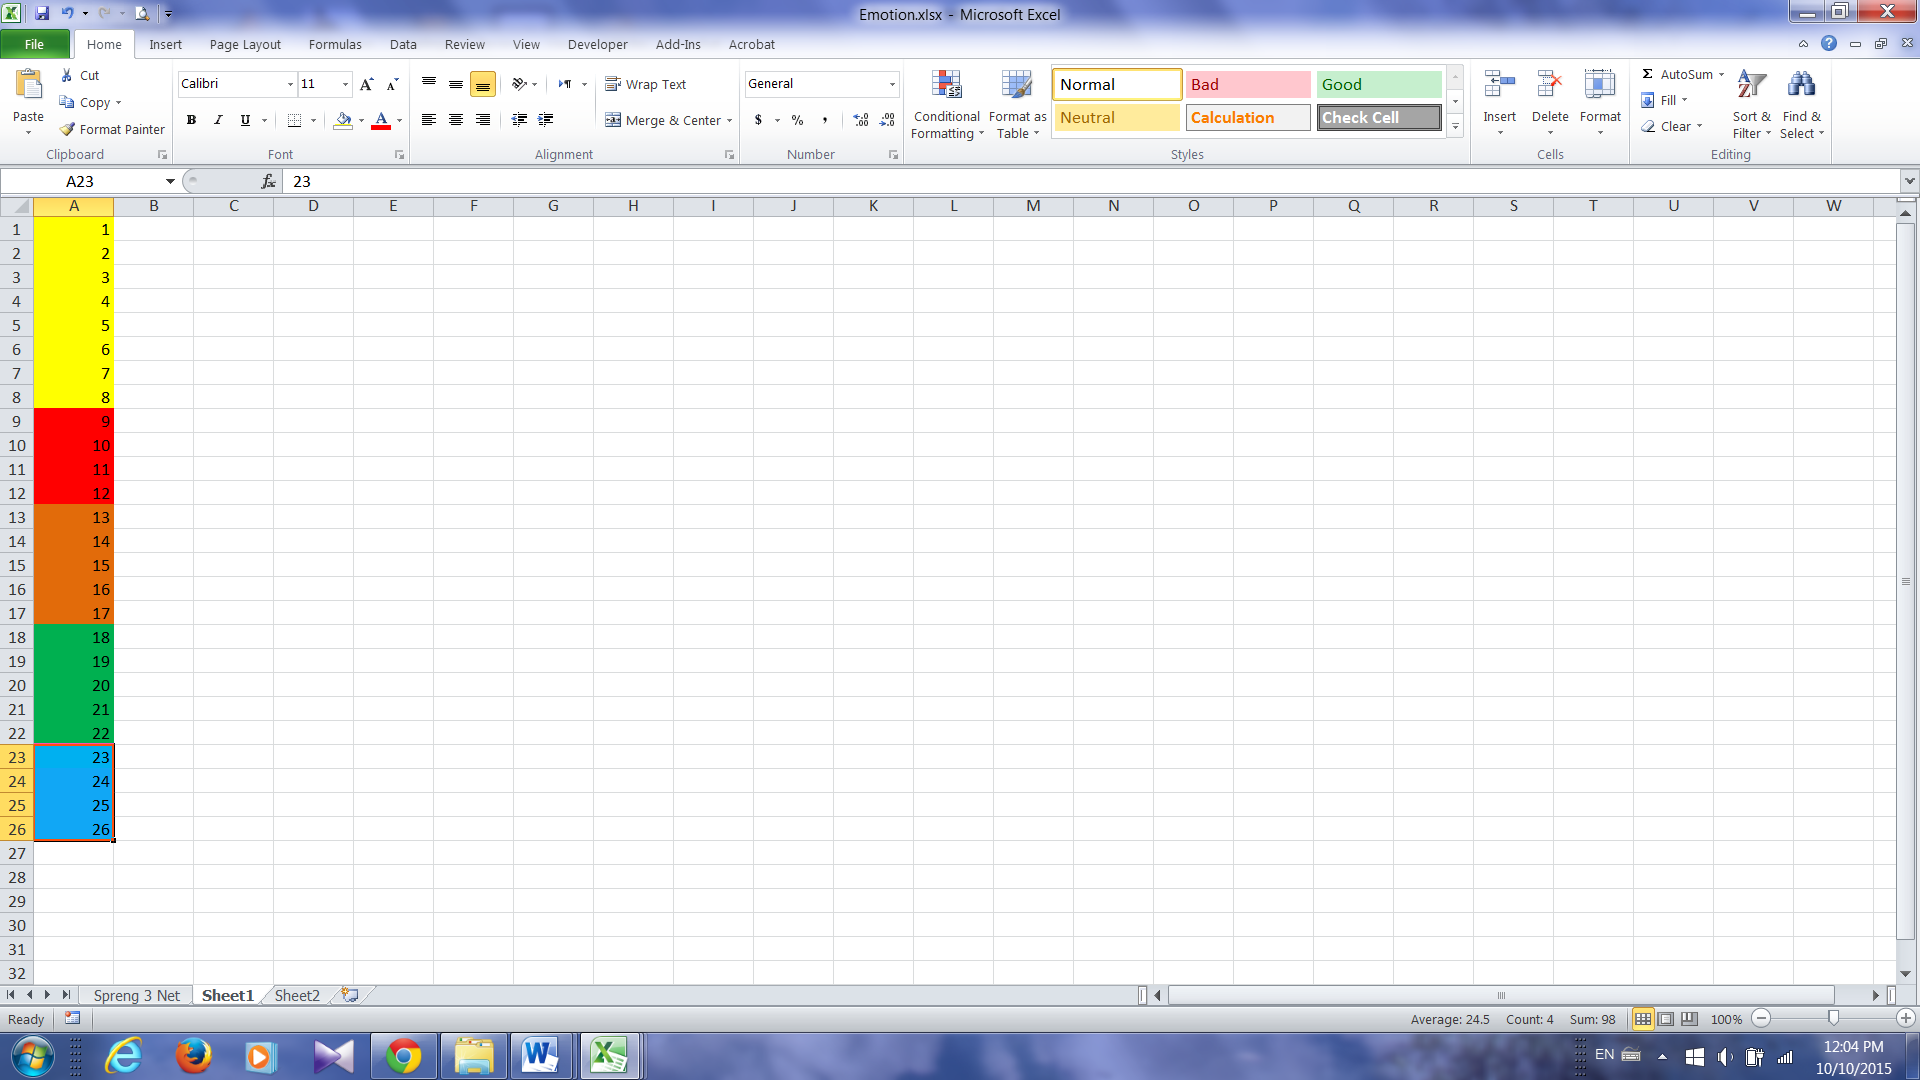 Emotion.xlsx - Microsoft Excel
File Home Insert Page Layout Formulas Data Review View Developer Add-Ins Acrobat
Paste
Cut
Copy
Format Painter
Clipboard
Calibri 11
B I U
Font
Wrap Text
Merge & Center
Alignment
General
$ % ,
Number
Conditional Formatting
Format as Table
Normal Bad Good
Neutral Calculation Check Cell
Styles
Insert Delete Format
Cells
AutoSum
Fill
Clear
Sort & Filter
Find & Select
Editing
A23 fx 23
A B C D E F G H I J K L M N O P Q R S T U V W
1 1
2 2
3 3
4 4
5 5
6 6
7 7
8 8
9 9
10 10
11 11
12 12
13 13
14 14
15 15
16 16
17 17
18 18
19 19
20 20
21 21
22 22
23 23
24 24
25 25
26 26
27
28
29
30
31
32
Spreng 3 Net Sheet1 Sheet2
Ready Average: 24.5 Count: 4 Sum: 98 100%
EN 12:04 PM
10/10/2015